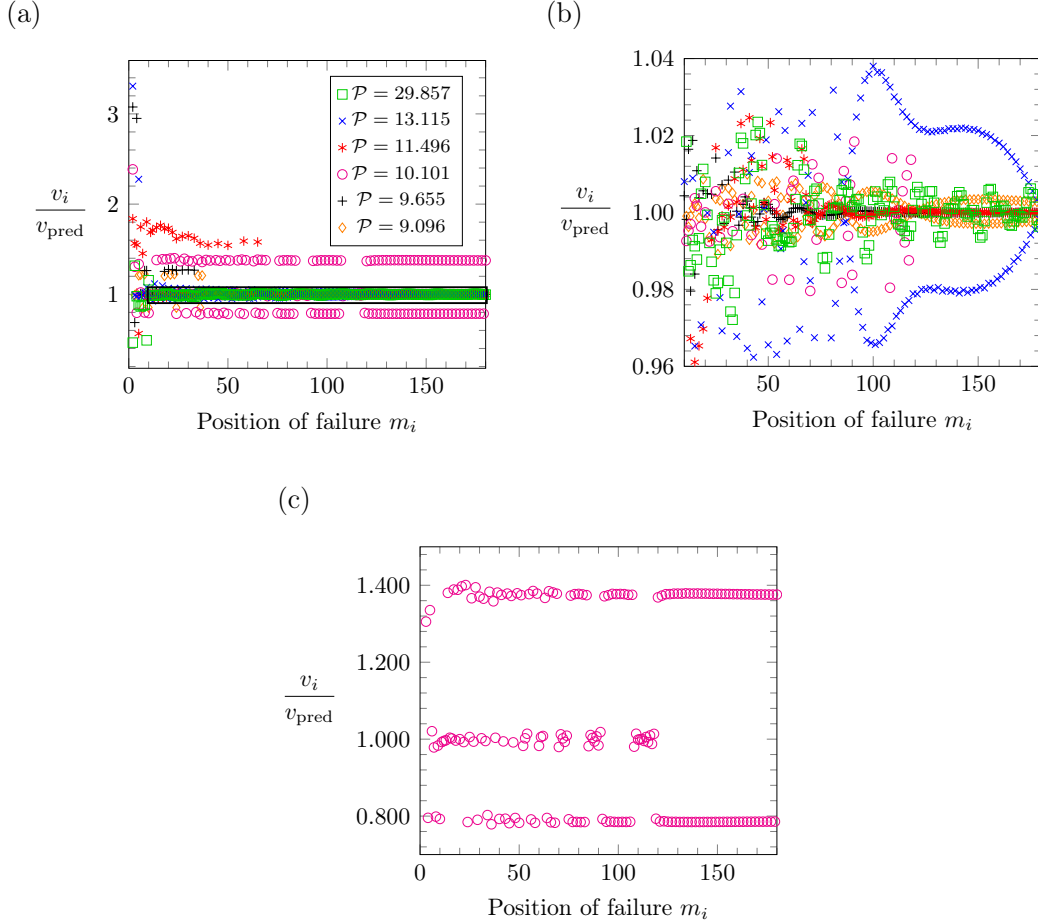 (a)
3
2
1
0 50 100 150
v_i
v_pred
Position of failure m_i
𝒫 = 29.857
𝒫 = 13.115
𝒫 = 11.496
𝒫 = 10.101
𝒫 = 9.655
𝒫 = 9.096
(b)
1.04
1.02
1.00
0.98
0.96
50 100 150
v_i
v_pred
Position of failure m_i
(c)
1.400
1.200
1.000
0.800
0 50 100 150
v_i
v_pred
Position of failure m_i